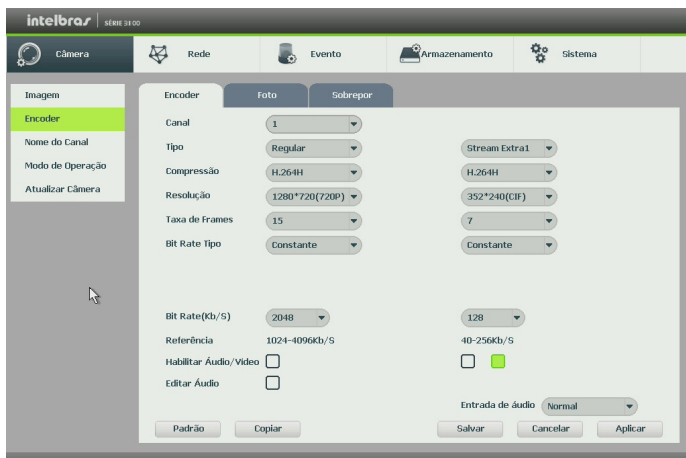 intelbras SÉRIE 3100
Câmera Rede Evento Armazenamento Sistema
Imagem
Encoder
Nome do Canal
Modo de Operação
Atualizar Câmera
Encoder Foto Sobrepor
Canal 1
Tipo Regular Stream Extra1
Compressão H.264H H.264H
Resolução 1280*720(720P) 352*240(CIF)
Taxa de Frames 15 7
Bit Rate Tipo Constante Constante
Bit Rate(Kb/S) 2048 128
Referência 1024-4096Kb/S 40-256Kb/S
Habilitar Áudio/Vídeo
Editar Áudio
Entrada de áudio Normal
Padrão Copiar Salvar Cancelar Aplicar